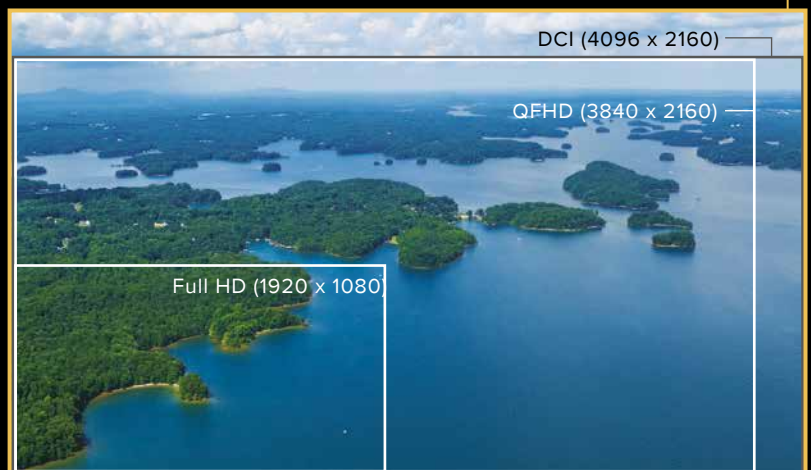 DCI (4096 x 2160)
QFHD (3840 x 2160)
Full HD (1920 x 1080)